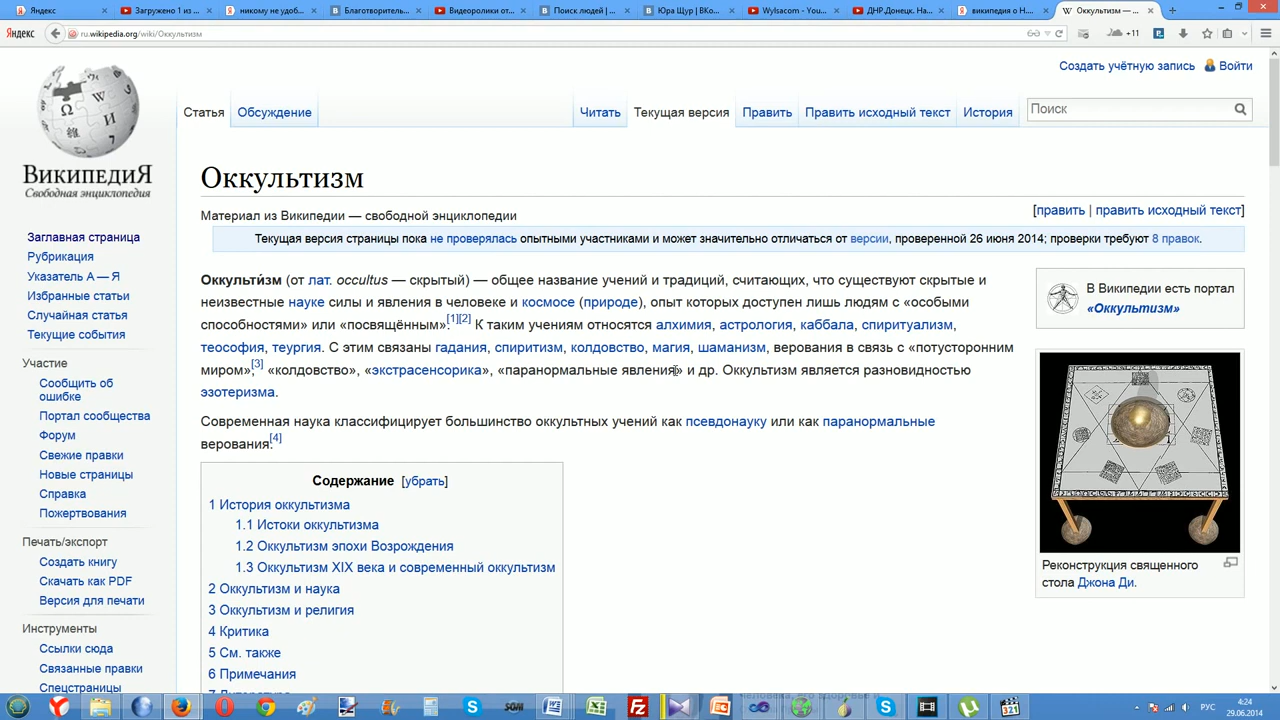 Яндекс
Загружено 1 из ...
никому не удоб...
Благотворитель...
Видеоролики от...
Поиск людей | ...
Юра Щур | ВКо...
Wylsacom - You...
ДНР.Донецк. На...
википедия о Н...
Оккультизм — ...
Яндекс
ru.wikipedia.org/wiki/Оккультизм
+11
Создать учётную запись
Войти
Статья
Обсуждение
Читать
Текущая версия
Править
Править исходный текст
История
Поиск
ВикипедиЯ
Свободная энциклопедия
Оккультизм
Материал из Википедии — свободной энциклопедии
[править | править исходный текст]
Текущая версия страницы пока не проверялась опытными участниками и может значительно отличаться от версии, проверенной 26 июня 2014; проверки требуют 8 правок.
Оккульти́зм (от лат. occultus — скрытый) — общее название учений и традиций, считающих, что существуют скрытые и
неизвестные науке силы и явления в человеке и космосе (природе), опыт которых доступен лишь людям с «особыми
способностями» или «посвящённым».[1][2] К таким учениям относятся алхимия, астрология, каббала, спиритуализм,
теософия, теургия. С этим связаны гадания, спиритизм, колдовство, магия, шаманизм, верования в связь с «потусторонним
миром»,[3] «колдовство», «экстрасенсорика», «паранормальные явления» и др. Оккультизм является разновидностью
эзотеризма.
Современная наука классифицирует большинство оккультных учений как псевдонауку или как паранормальные
верования.[4]
Содержание [убрать]
1 История оккультизма
1.1 Истоки оккультизма
1.2 Оккультизм эпохи Возрождения
1.3 Оккультизм XIX века и современный оккультизм
2 Оккультизм и наука
3 Оккультизм и религия
4 Критика
5 См. также
6 Примечания
В Википедии есть портал
«Оккультизм»
Реконструкция священного
стола Джона Ди.
Заглавная страница
Рубрикация
Указатель А — Я
Избранные статьи
Случайная статья
Текущие события
Участие
Сообщить об
ошибке
Портал сообщества
Форум
Свежие правки
Новые страницы
Справка
Пожертвования
Печать/экспорт
Создать книгу
Скачать как PDF
Версия для печати
Инструменты
Ссылки сюда
Связанные правки
Спецстраницы
РУС
4:24
29.06.2014